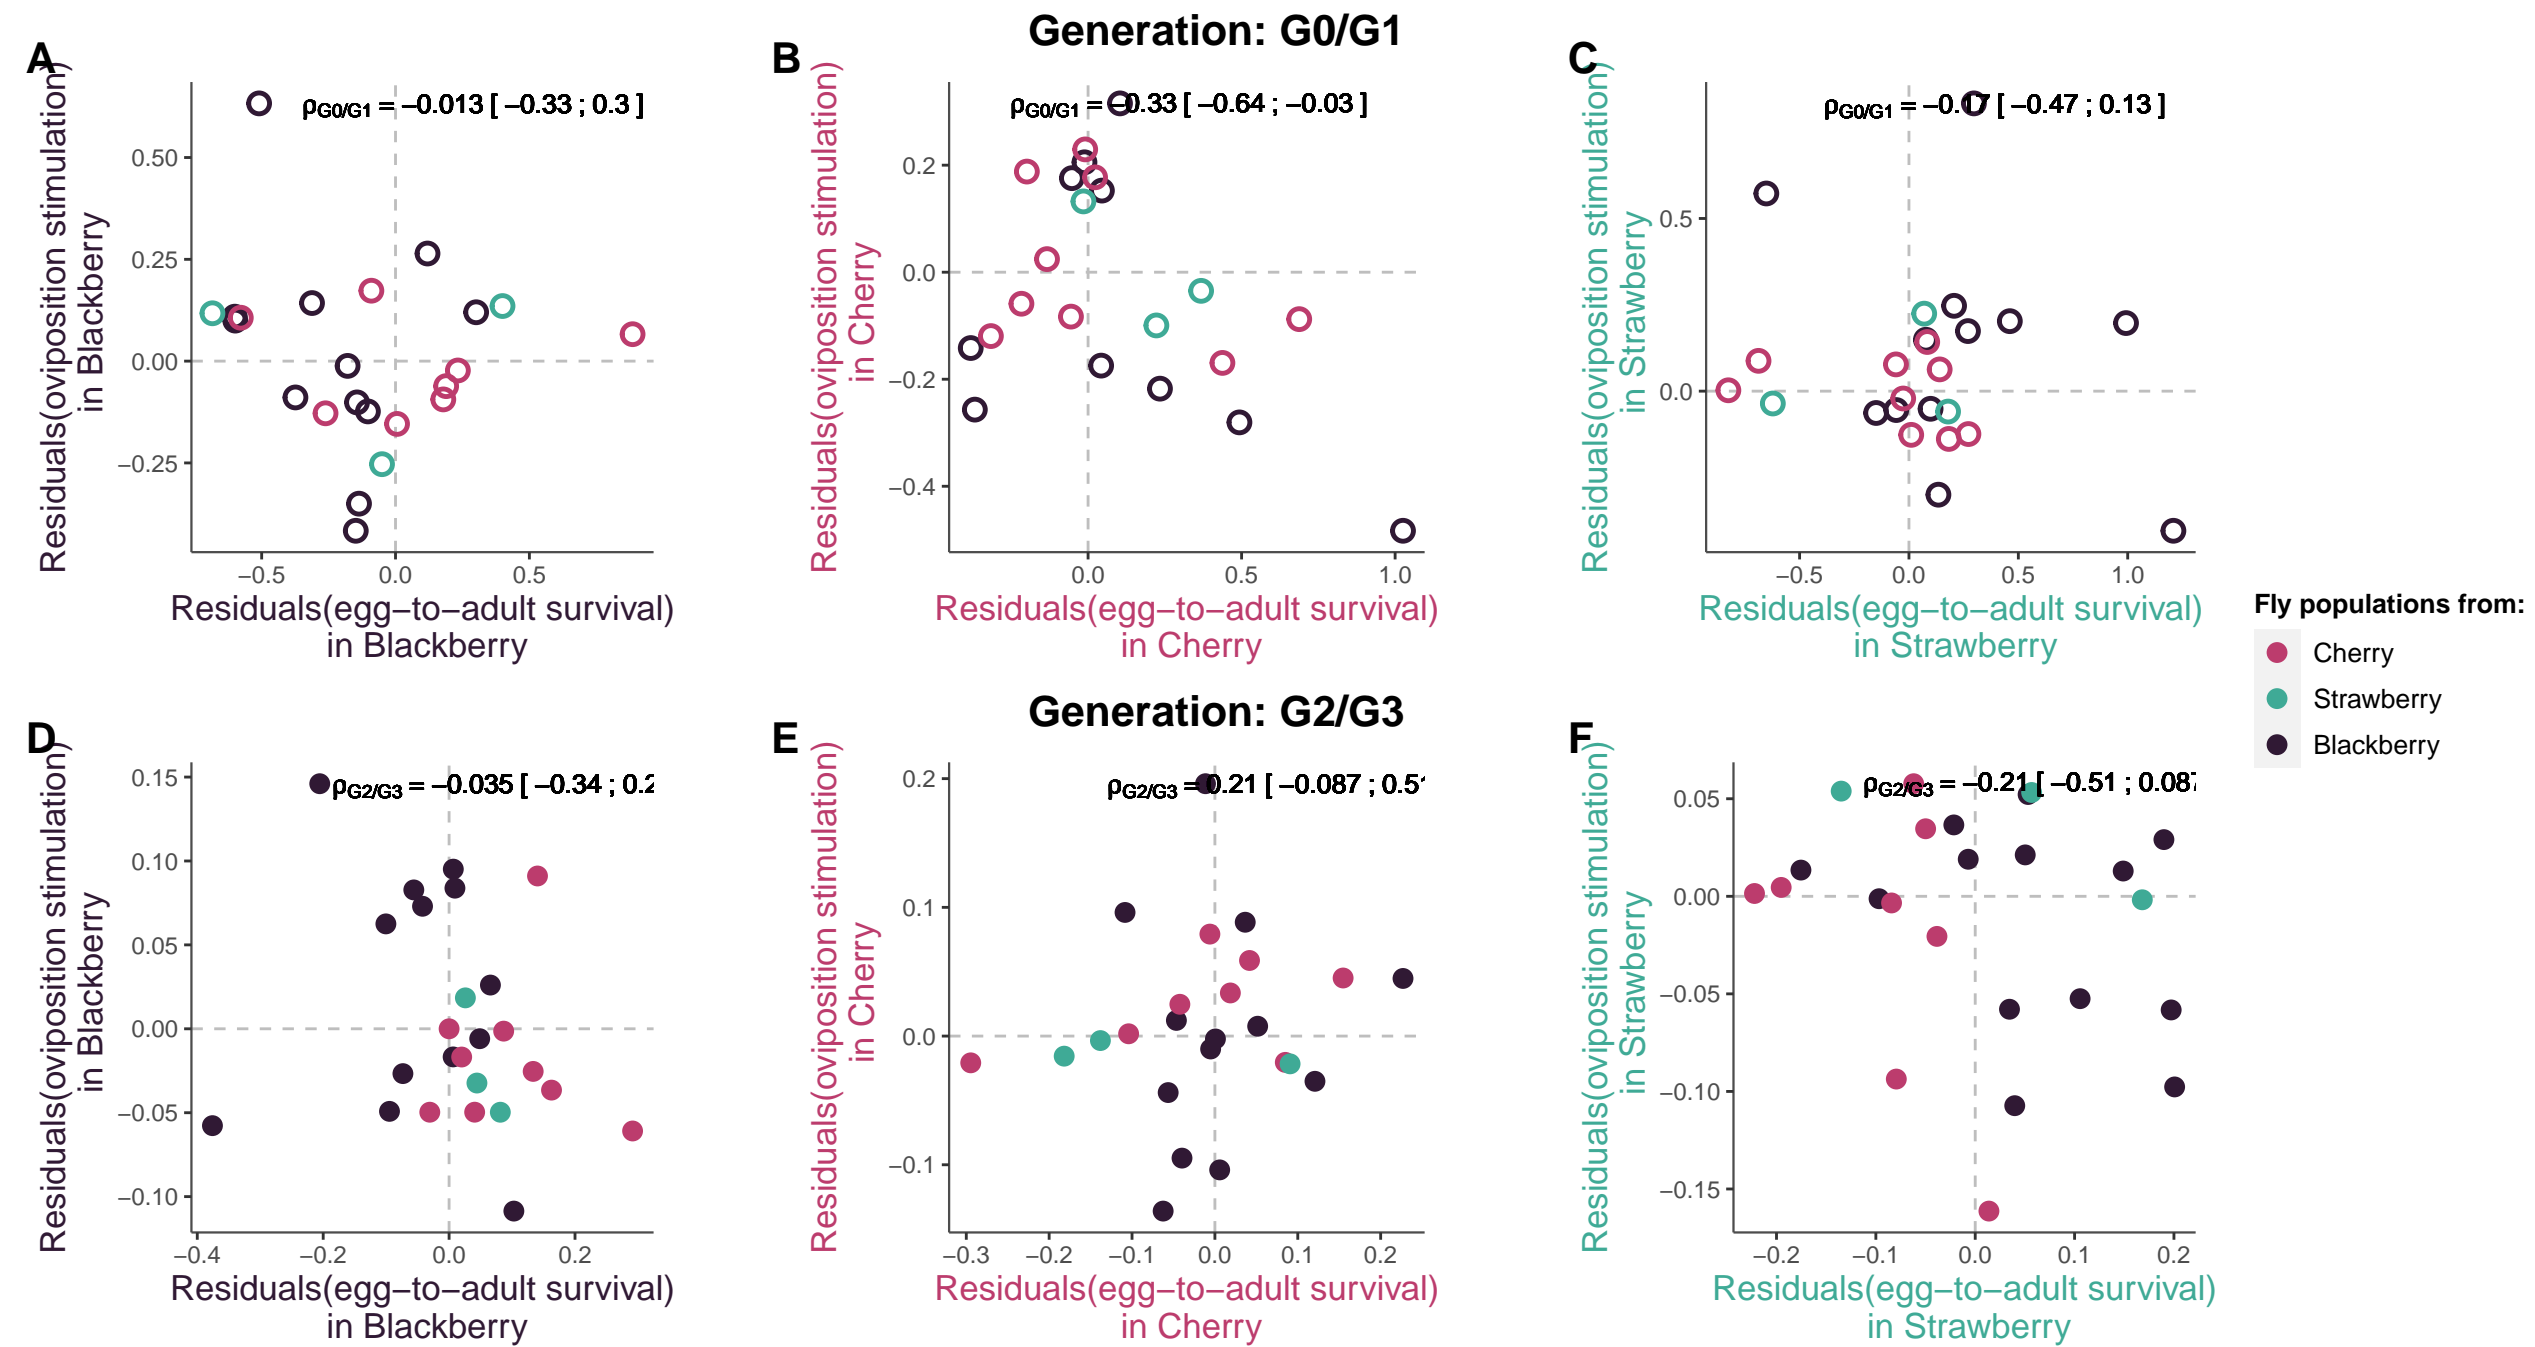 Generation: G0/G1
A
B
C
Residuals(oviposition stimulation)
in Blackberry
ρG0/G1 = −0.013 [ −0.33 ; 0.3 ]
0.50
0.25
0.00
−0.25
−0.5
0.0
0.5
Residuals(egg−to−adult survival)
in Blackberry
Residuals(oviposition stimulation)
in Cherry
ρG0/G1 = −0.33 [ −0.64 ; −0.03 ]
0.2
0.0
−0.2
−0.4
0.0
0.5
1.0
Residuals(egg−to−adult survival)
in Cherry
Residuals(oviposition stimulation)
in Strawberry
ρG0/G1 = −0.17 [ −0.47 ; 0.13 ]
0.5
0.0
−0.5
0.0
0.5
1.0
Residuals(egg−to−adult survival)
in Strawberry
Fly populations from:
Cherry
Strawberry
Blackberry
Generation: G2/G3
D
E
F
Residuals(oviposition stimulation)
in Blackberry
ρG2/G3 = −0.035 [ −0.34 ; 0.2
0.15
0.10
0.05
0.00
−0.05
−0.10
−0.4
−0.2
0.0
0.2
Residuals(egg−to−adult survival)
in Blackberry
Residuals(oviposition stimulation)
in Cherry
ρG2/G3 = 0.21 [ −0.087 ; 0.5
0.2
0.1
0.0
−0.1
−0.3
−0.2
−0.1
0.0
0.1
0.2
Residuals(egg−to−adult survival)
in Cherry
Residuals(oviposition stimulation)
in Strawberry
ρG2/G3 = −0.21 [ −0.51 ; 0.087
0.05
0.00
−0.05
−0.10
−0.15
−0.2
−0.1
0.0
0.1
0.2
Residuals(egg−to−adult survival)
in Strawberry